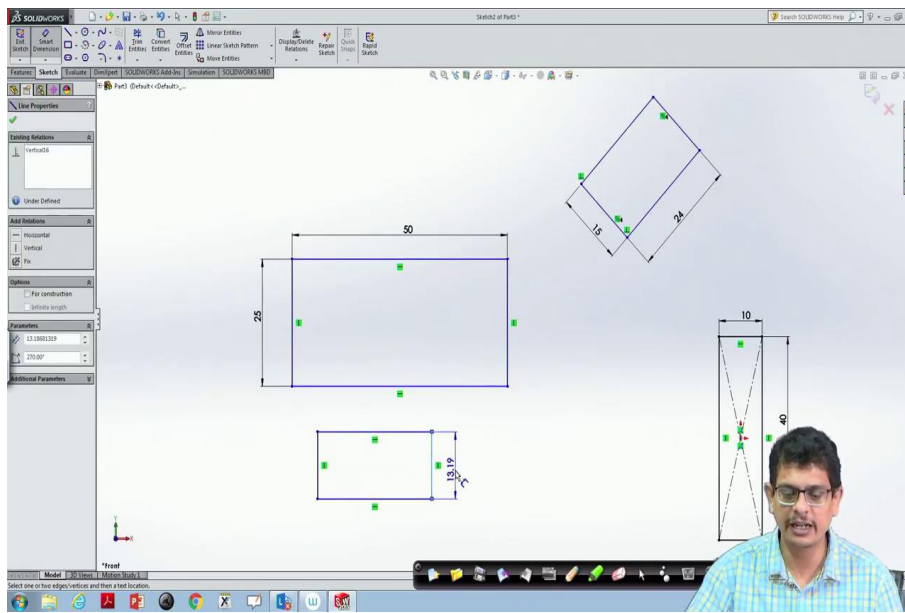 SOLIDWORKS
Sketch2 of Part3 *
Search SOLIDWORKS Help
Exit Sketch
Smart Dimension
Trim Entities
Convert Entities
Offset Entities
Mirror Entities
Linear Sketch Pattern
Move Entities
Display/Delete Relations
Repair Sketch
Quick Snaps
Rapid Sketch
Features
Sketch
Evaluate
DimXpert
SOLIDWORKS Add-Ins
Simulation
SOLIDWORKS MBD
Part3 (Default<<Default>_...
Line Properties
?
Existing Relations
Vertical36
Under Defined
Add Relations
Horizontal
Vertical
Fix
Options
For construction
Infinite length
Parameters
13.18681319
270.00°
Additional Parameters
50
25
13.19
15
24
10
40
Y
X
*Front
Model
3D Views
Motion Study 1
Select one or two edges/vertices and then a text location.